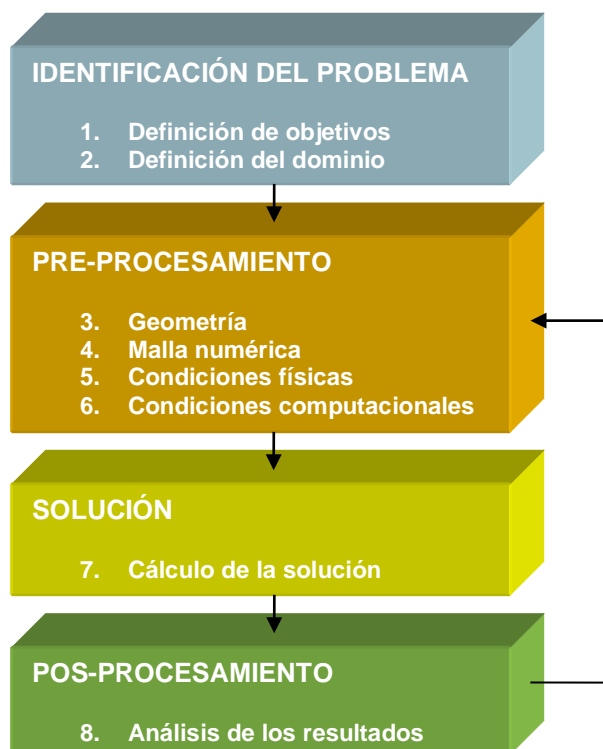 IDENTIFICACIÓN DEL PROBLEMA
1. Definición de objetivos
2. Definición del dominio
PRE-PROCESAMIENTO
3. Geometría
4. Malla numérica
5. Condiciones físicas
6. Condiciones computacionales
SOLUCIÓN
7. Cálculo de la solución
POS-PROCESAMIENTO
8. Análisis de los resultados